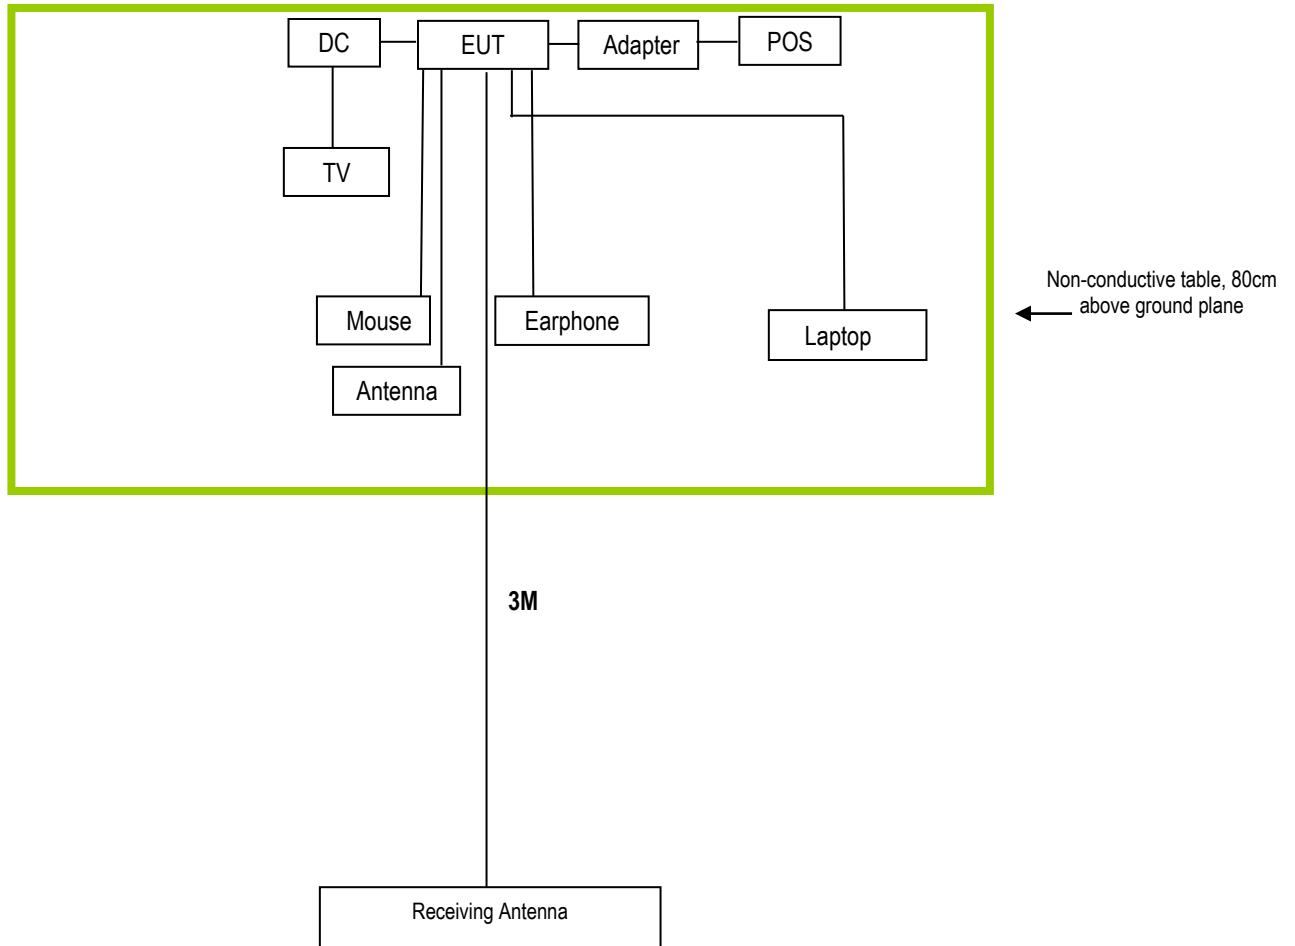 DC
EUT
Adapter
POS
TV
Non-conductive table, 80cm
above ground plane
Mouse
Earphone
Laptop
Antenna
3M
Receiving Antenna